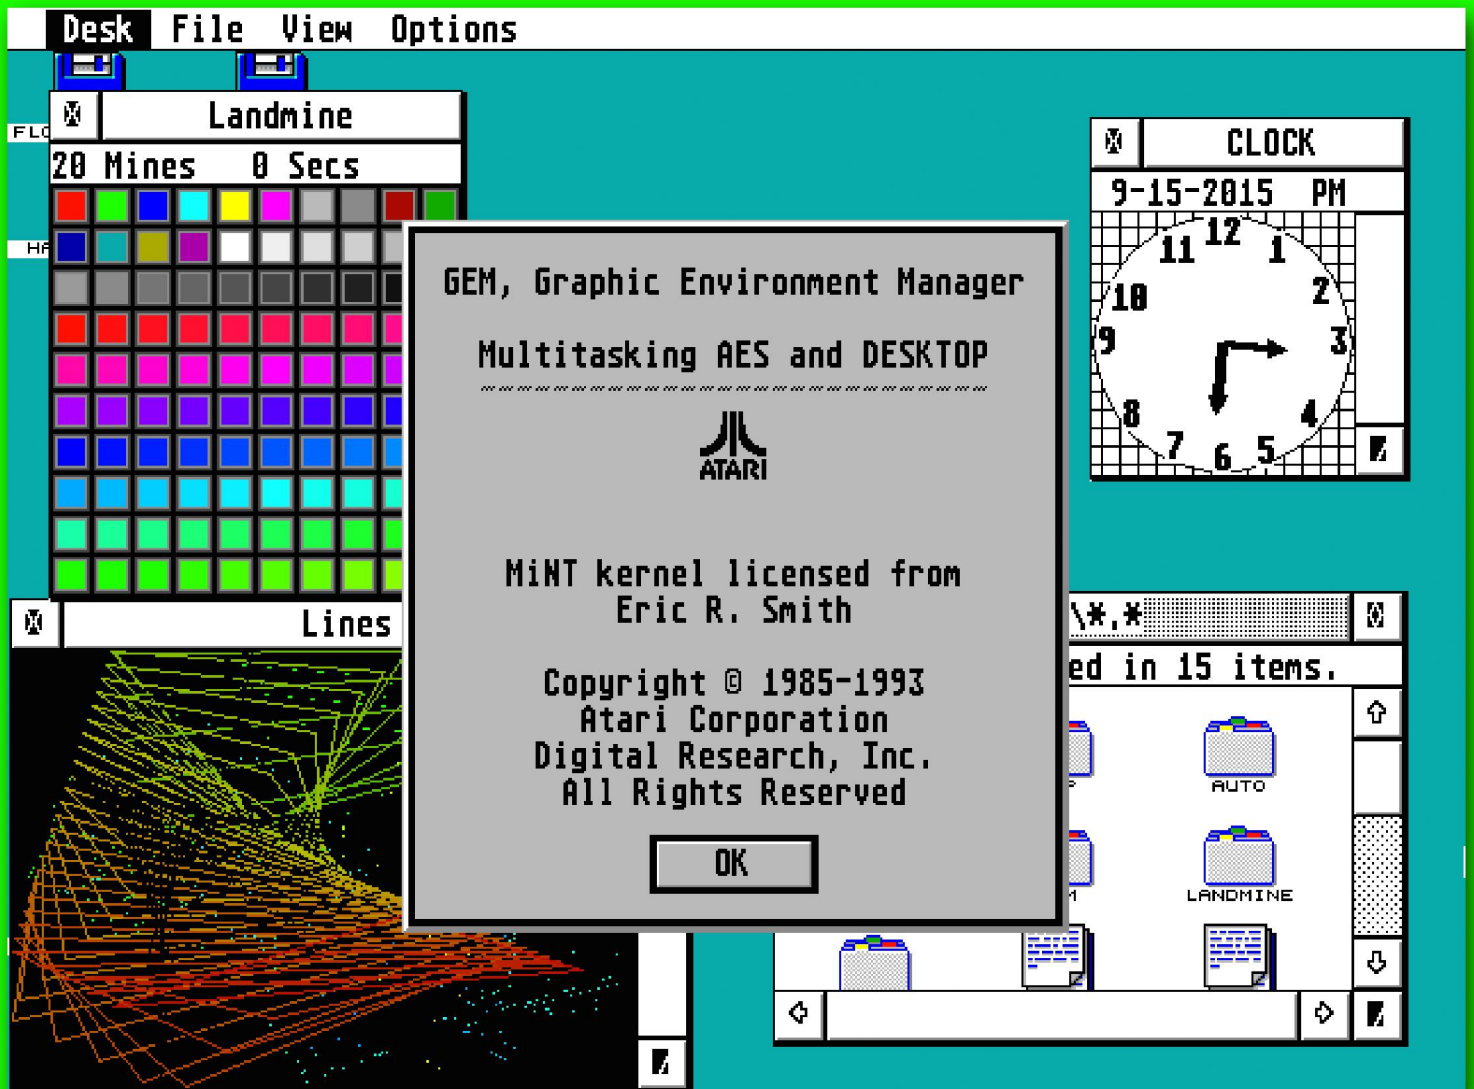 Desk File View Options
FLO
HA
Landmine
20 Mines 0 Secs
CLOCK
9-15-2015 PM
12
11 1
10 2
9 3
8 4
7 5
6
GEM, Graphic Environment Manager
Multitasking AES and DESKTOP
ATARI
MiNT kernel licensed from
Eric R. Smith
Copyright © 1985-1993
Atari Corporation
Digital Research, Inc.
All Rights Reserved
OK
Lines
\*.*
ed in 15 items.
AUTO
LANDMINE